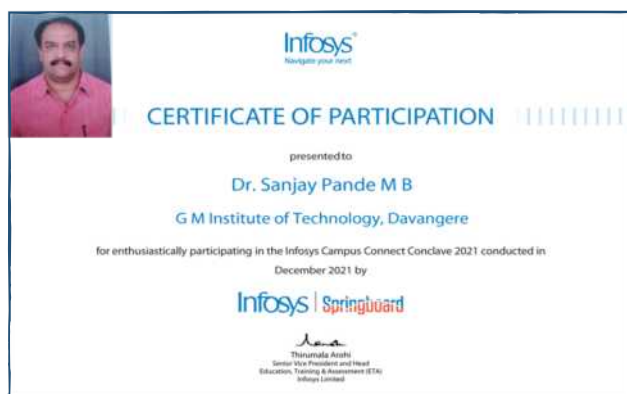 Infosys®
Navigate your next
CERTIFICATE OF PARTICIPATION
presented to
Dr. Sanjay Pande M B
G M Institute of Technology, Davangere
for enthusiastically participating in the Infosys Campus Connect Conclave 2021 conducted in
December 2021 by
Infosys | Springboard
Thirumala Arohi
Senior Vice President and Head
Education, Training & Assessment (ETA)
Infosys Limited